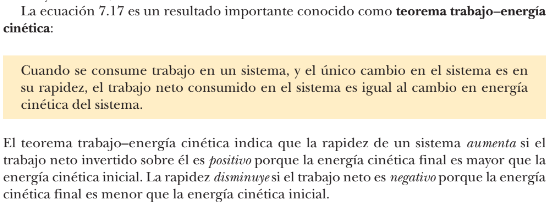 La ecuación 7.17 es un resultado importante conocido como teorema trabajo–energía
cinética:
Cuando se consume trabajo en un sistema, y el único cambio en el sistema es en
su rapidez, el trabajo neto consumido en el sistema es igual al cambio en energía
cinética del sistema.
El teorema trabajo–energía cinética indica que la rapidez de un sistema aumenta si el
trabajo neto invertido sobre él es positivo porque la energía cinética final es mayor que la
energía cinética inicial. La rapidez disminuye si el trabajo neto es negativo porque la energía
cinética final es menor que la energía cinética inicial.